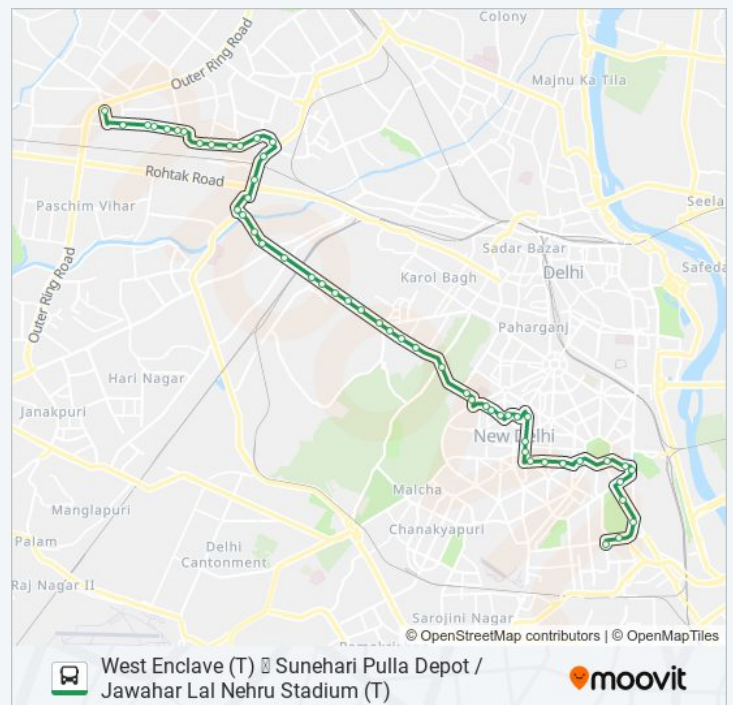 Colony
Outer Ring Road
Majnu Ka Tila
Rohtak Road
Paschim Vihar
Seela
Sadar Bazar
Safeda
Karol Bagh
Delhi
Outer Ring Road
Paharganj
Hari Nagar
Janakpuri
New Delhi
Malcha
Manglapuri
Chanakyapuri
Palam
Delhi
Cantonment
Raj Nagar II
Sarojini Nagar
© OpenStreetMap contributors | © OpenMapTiles
West Enclave (T) Sunehari Pulla Depot /
Jawahar Lal Nehru Stadium (T)
moovit